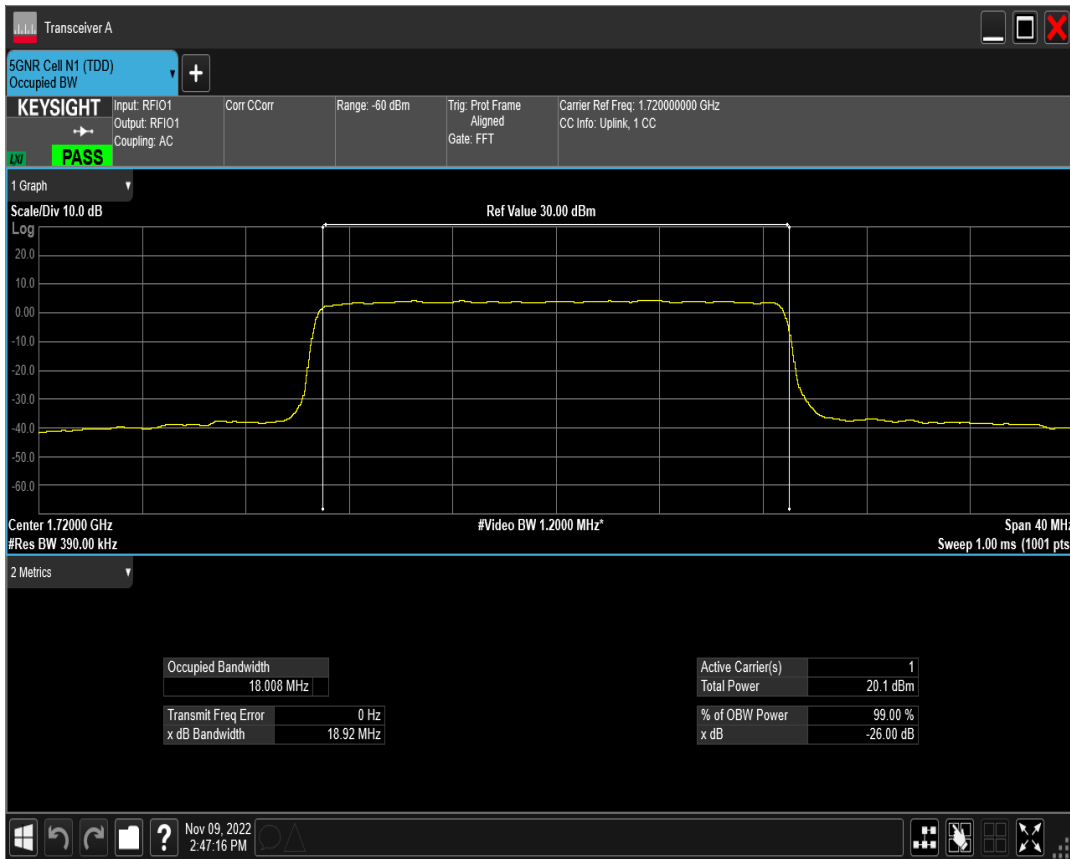 Transceiver A
5GNR Cell N1 (TDD)
Occupied BW
+
KEYSIGHT
LXI
PASS
Input: RFIO1
Output: RFIO1
Coupling: AC
Corr CCorr
Range: -60 dBm
Trig: Prot Frame
Aligned
Gate: FFT
Carrier Ref Freq: 1.720000000 GHz
CC Info: Uplink, 1 CC
1 Graph
Scale/Div 10.0 dB
Ref Value 30.00 dBm
Log
20.0
10.0
0.00
-10.0
-20.0
-30.0
-40.0
-50.0
-60.0
Center 1.72000 GHz
#Video BW 1.2000 MHz*
Span 40 MHz
#Res BW 390.00 kHz
Sweep 1.00 ms (1001 pts
2 Metrics
Occupied Bandwidth
18.008 MHz
Transmit Freq Error 0 Hz
x dB Bandwidth 18.92 MHz
Active Carrier(s) 1
Total Power 20.1 dBm
% of OBW Power 99.00 %
x dB -26.00 dB
?
Nov 09, 2022
2:47:16 PM